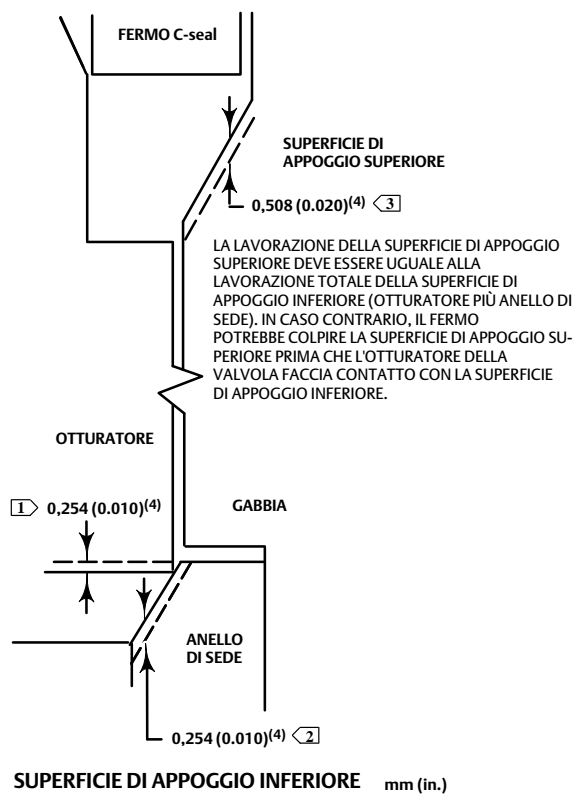 FERMO C-seal
SUPERFICIE DI
APPOGGIO SUPERIORE
0,508 (0.020)(4) 3
LA LAVORAZIONE DELLA SUPERFICIE DI APPOGGIO
SUPERIORE DEVE ESSERE UGUALE ALLA
LAVORAZIONE TOTALE DELLA SUPERFICIE DI
APPOGGIO INFERIORE (OTTURATORE PIÙ ANELLO DI
SEDE). IN CASO CONTRARIO, IL FERMO
POTREBBE COLPIRE LA SUPERFICIE DI APPOGGIO SU-
PERIORE PRIMA CHE L'OTTURATORE DELLA
VALVOLA FACCIA CONTATTO CON LA SUPERFICIE
DI APPOGGIO INFERIORE.
OTTURATORE
1 0,254 (0.010)(4)
GABBIA
ANELLO
DI SEDE
0,254 (0.010)(4) 2
SUPERFICIE DI APPOGGIO INFERIORE mm (in.)